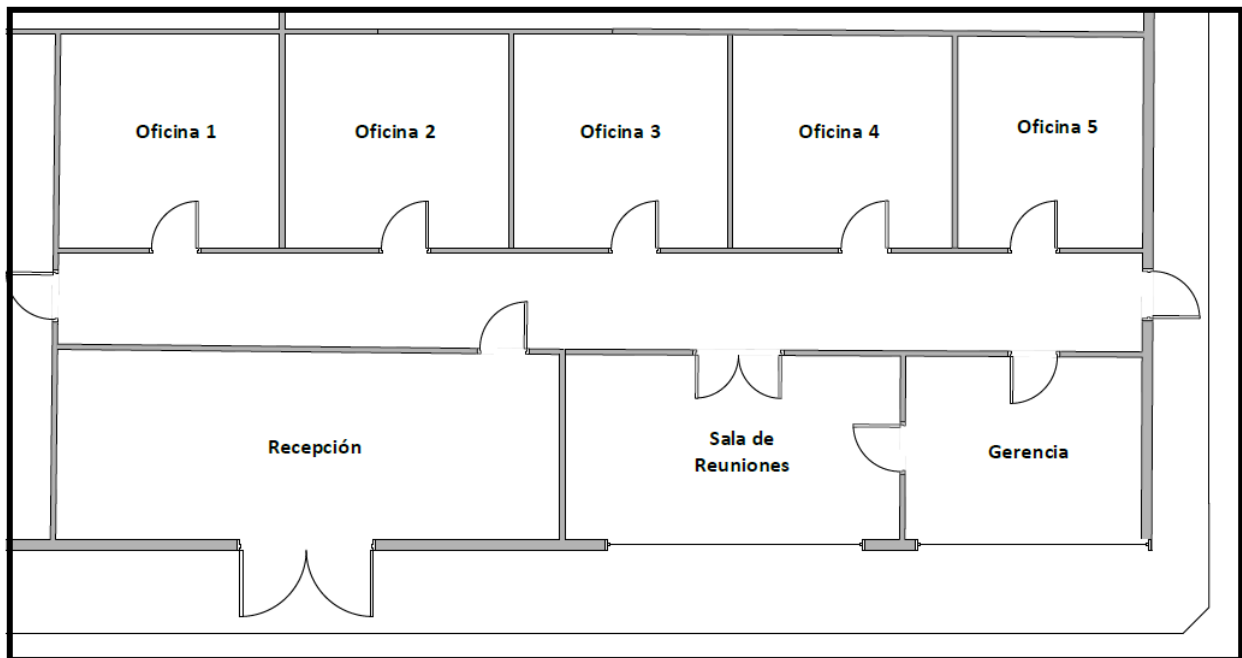 Oficina 1
Oficina 2
Oficina 3
Oficina 4
Oficina 5
Recepción
Sala de
Reuniones
Gerencia